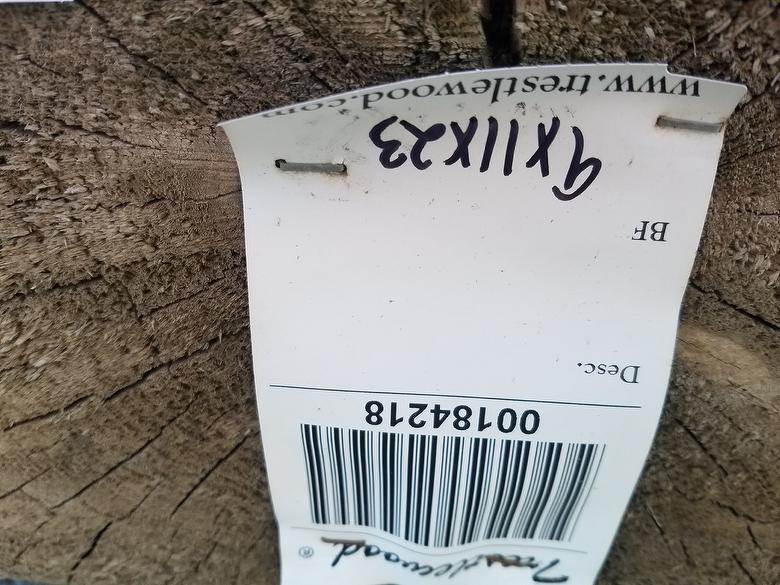 Trestlewood ®
00184218
Desc.
BF
9X11X23
www.trestlewood.com